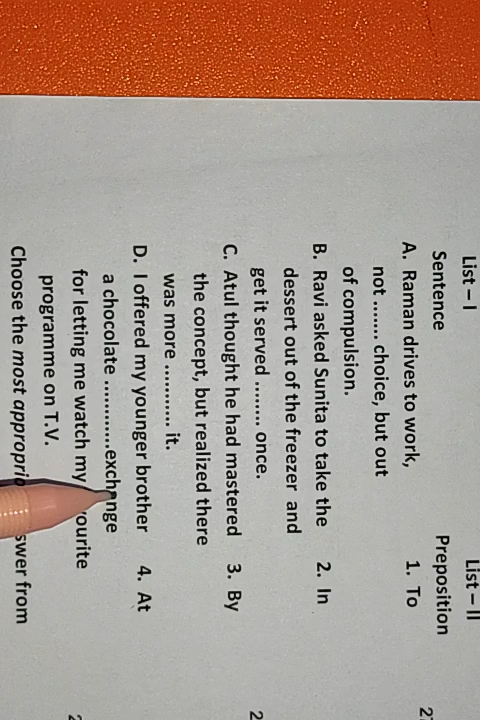 List – I List – II
Sentence Preposition
A. Raman drives to work, 1. To
not ........ choice, but out
of compulsion.
B. Ravi asked Sunita to take the 2. In
dessert out of the freezer and
get it served ......... once.
C. Atul thought he had mastered 3. By
the concept, but realized there
was more ............ it.
D. I offered my younger brother 4. At
a chocolate .............exchange
for letting me watch my
programme on T.V.
Choose the most from
2
2
2